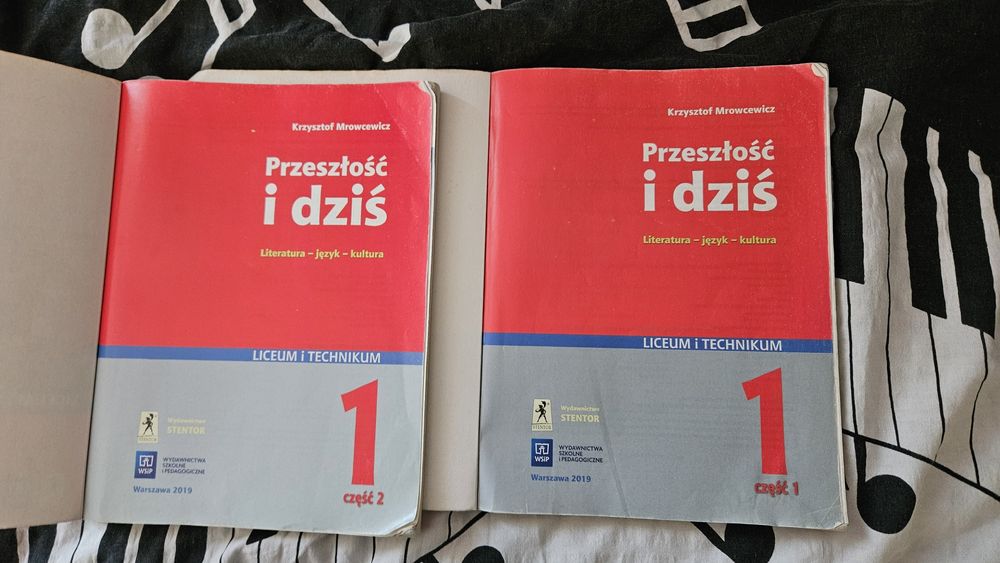 Krzysztof Mrowcewicz
Przeszłość
i dziś
Literatura – język – kultura
LICEUM i TECHNIKUM
1
część 2
STENTOR
Wydawnictwo
STENTOR
WSiP
WYDAWNICTWA
SZKOLNE
i PEDAGOGICZNE
Warszawa 2019
Krzysztof Mrowcewicz
Przeszłość
i dziś
Literatura – język – kultura
LICEUM i TECHNIKUM
1
część 1
STENTOR
Wydawnictwo
STENTOR
WSiP
WYDAWNICTWA
SZKOLNE
i PEDAGOGICZNE
Warszawa 2019